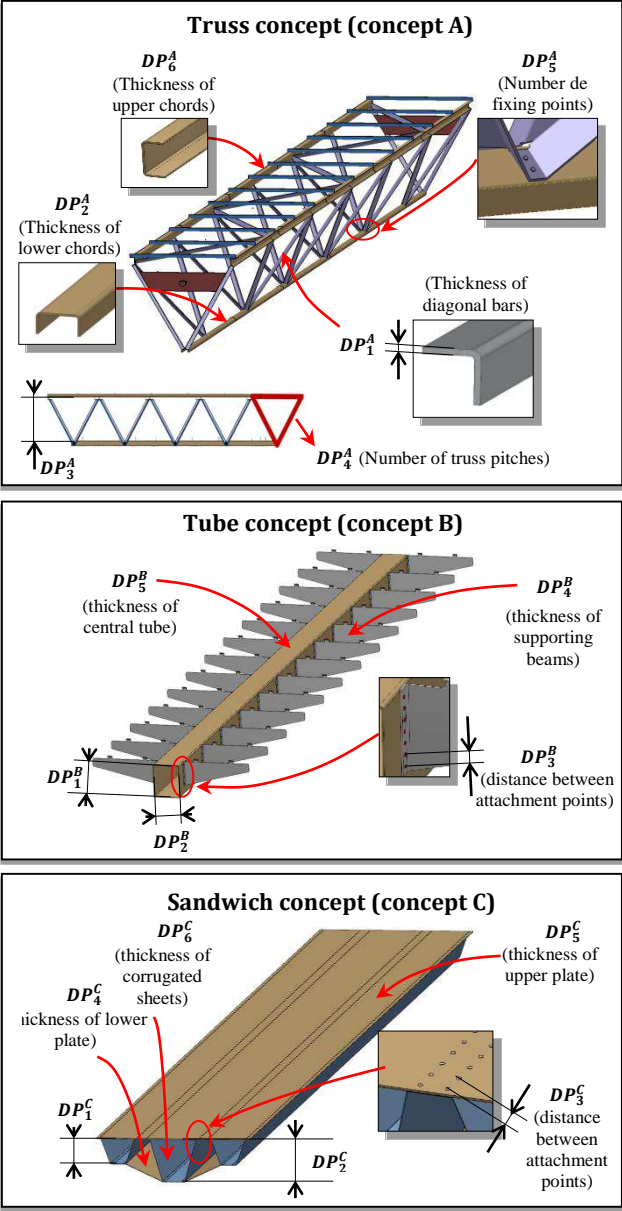 Truss concept (concept A)
DP₆ᴬ
(Thickness of
upper chords)
DP₅ᴬ
(Number de
fixing points)
DP₂ᴬ
(Thickness of
lower chords)
(Thickness of
diagonal bars)
DP₁ᴬ
DP₃ᴬ
DP₄ᴬ (Number of truss pitches)
Tube concept (concept B)
DP₅ᴮ
(thickness of
central tube)
DP₄ᴮ
(thickness of
supporting
beams)
DP₁ᴮ
DP₂ᴮ
DP₃ᴮ
(distance between
attachment points)
Sandwich concept (concept C)
DP₆ᶜ
(thickness of
corrugated
sheets)
DP₅ᶜ
(thickness of
upper plate)
DP₄ᶜ
ickness of lower
plate)
DP₁ᶜ
DP₂ᶜ
DP₃ᶜ
(distance
between
attachment
points)